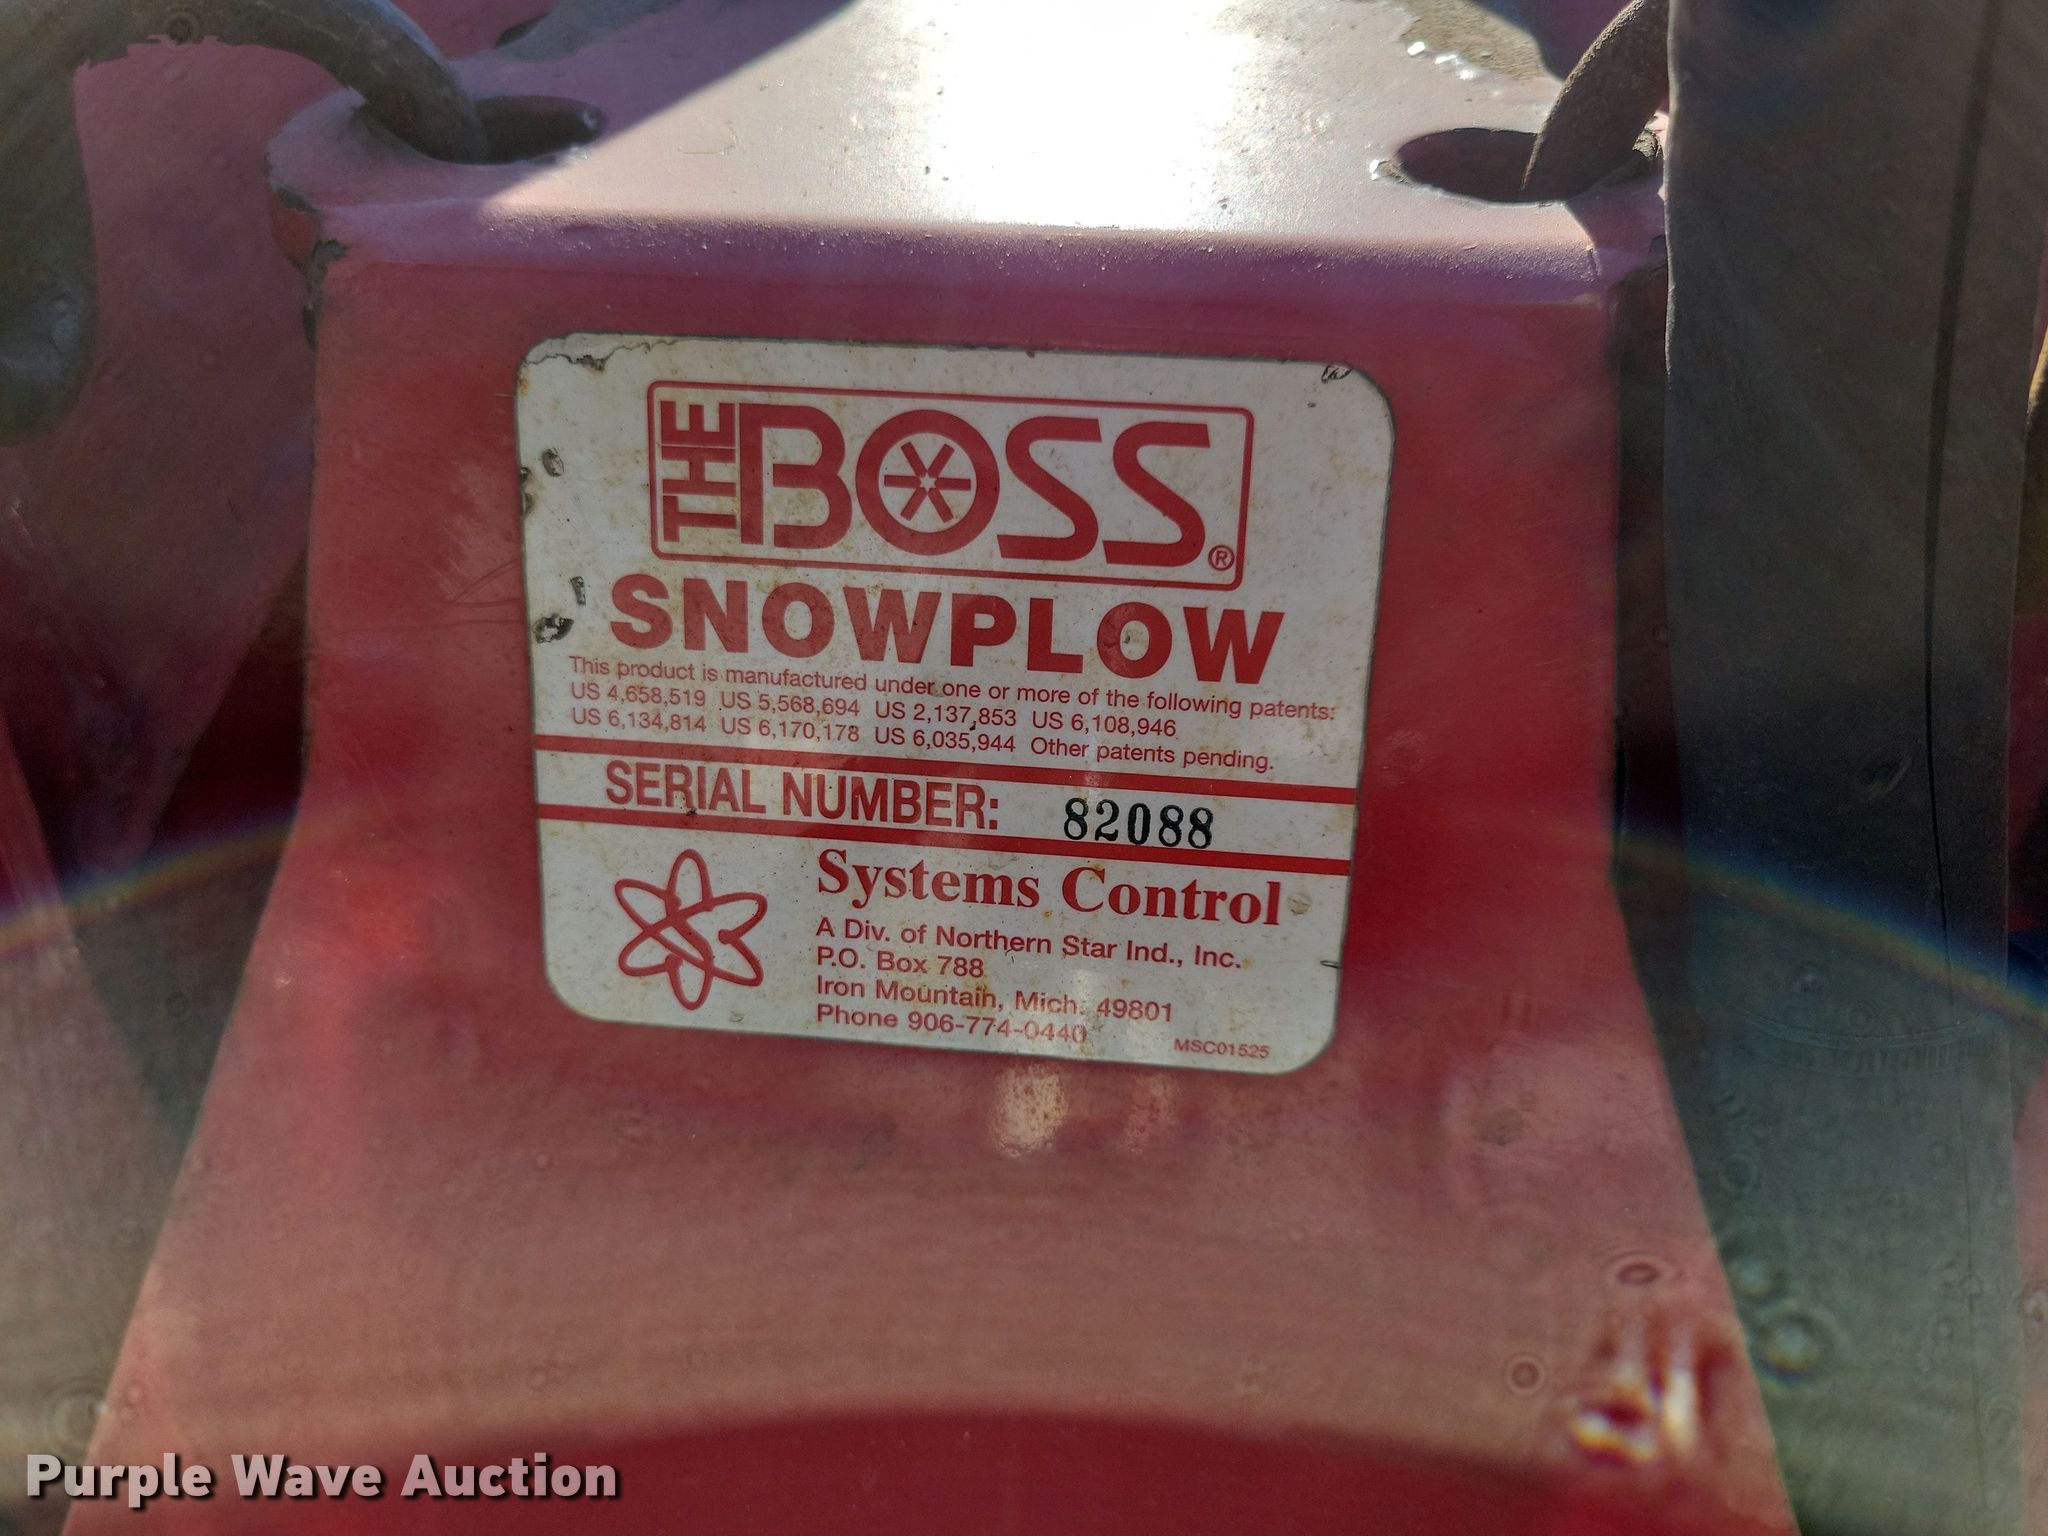 THE BOSS®
SNOWPLOW
This product is manufactured under one or more of the following patents:
US 4,658,519 US 5,568,694 US 2,137,853 US 6,108,946
US 6,134,814 US 6,170,178 US 6,035,944 Other patents pending.
SERIAL NUMBER: 82088
Systems Control
A Div. of Northern Star Ind., Inc.
P.O. Box 788
Iron Mountain, Mich. 49801
Phone 906-774-0440
MSC01525
Purple Wave Auction